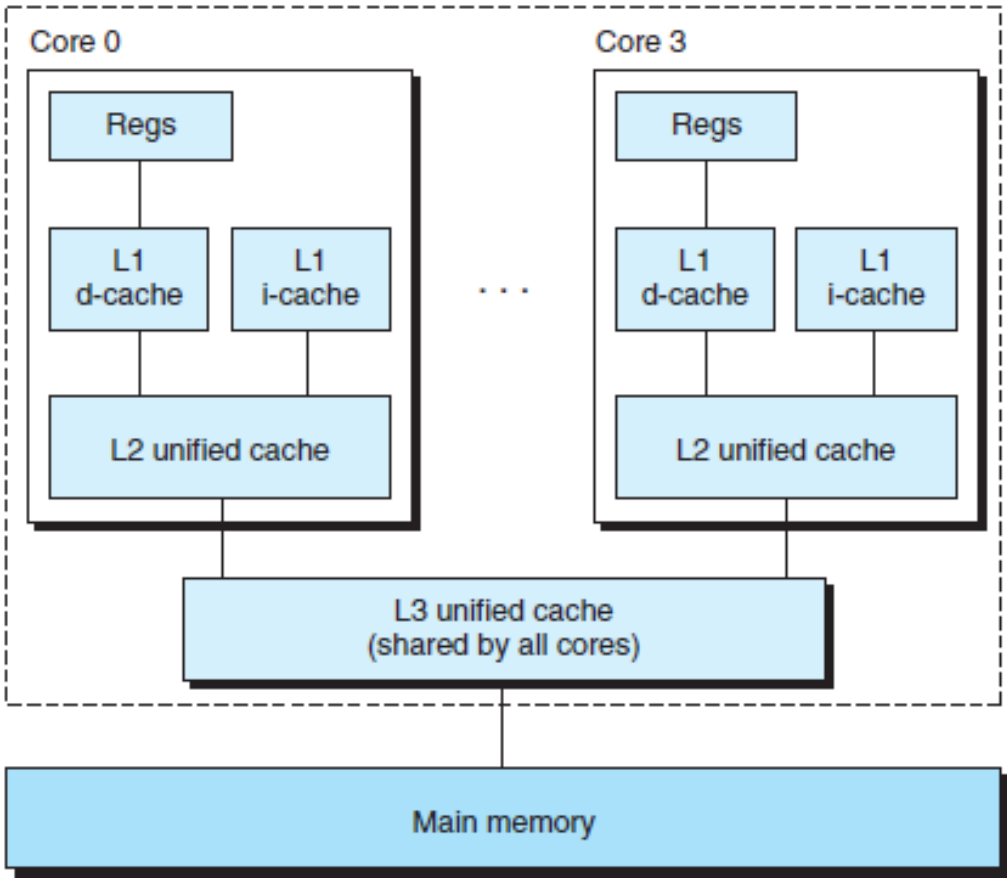 Core 0
Core 3
Regs
Regs
L1
d-cache
L1
i-cache
. . .
L1
d-cache
L1
i-cache
L2 unified cache
L2 unified cache
L3 unified cache
(shared by all cores)
Main memory